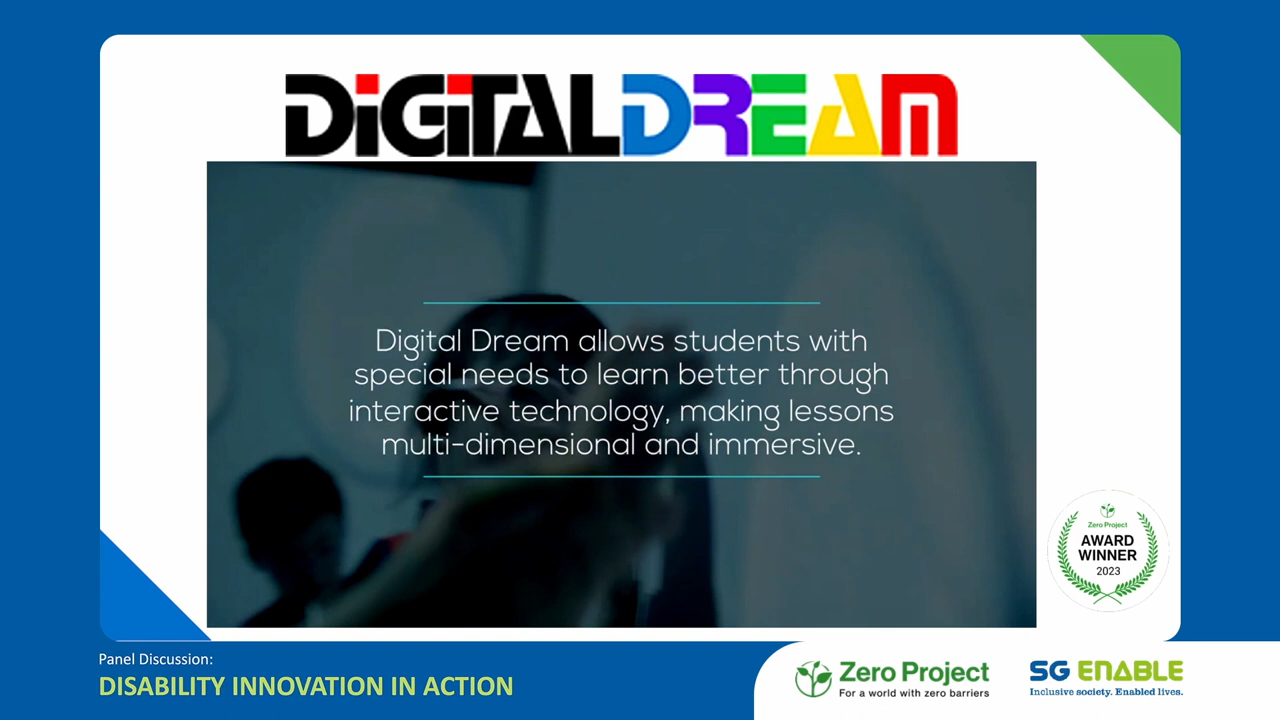 DiGiTALDREAM
Digital Dream allows students with
special needs to learn better through
interactive technology, making lessons
multi-dimensional and immersive.
Zero Project
AWARD
WINNER
2023
Panel Discussion:
DISABILITY INNOVATION IN ACTION
Zero Project
For a world with zero barriers
SG ENABLE
Inclusive society. Enabled lives.